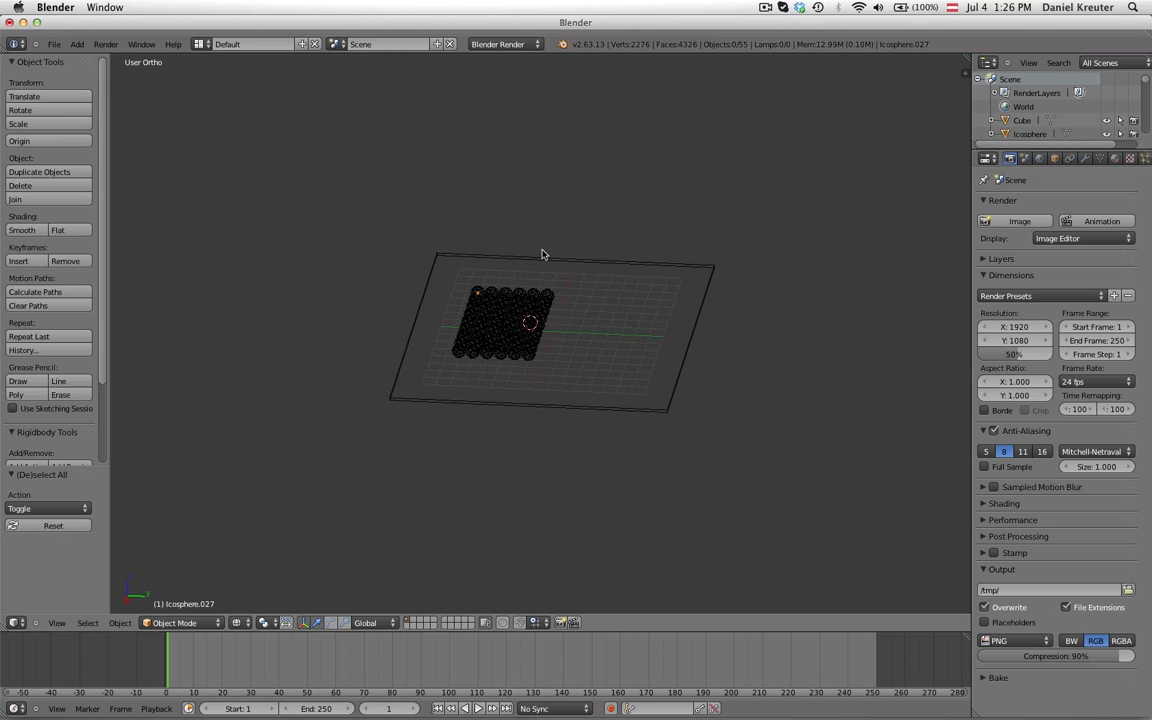 Blender Window (100%) Jul 4 1:26 PM Daniel Kreuter
Blender
File Add Render Window Help Default Scene Blender Render v2.63.13 | Verts:2276 | Faces:4326 | Objects:0/55 | Lamps:0/0 | Mem:12.99M (0.10M) | Icosphere.027
Object Tools
Transform:
Translate
Rotate
Scale
Origin
Object:
Duplicate Objects
Delete
Join
Shading:
Smooth Flat
Keyframes:
Insert Remove
Motion Paths:
Calculate Paths
Clear Paths
Repeat:
Repeat Last
History...
Grease Pencil:
Draw Line
Poly Erase
Use Sketching Sessio
Rigidbody Tools
Add/Remove:
(De)select All
Action
Toggle
Reset
User Ortho
(1) Icosphere.027
View Select Object Object Mode Global
-50 -40 -30 -20 -10 0 10 20 30 40 50 60 70 80 90 100 110 120 130 140 150 160 170 180 190 200 210 220 230 240 250 260 270 280
View Marker Frame Playback Start: 1 End: 250 1 No Sync
View Search All Scenes
Scene
RenderLayers |
World
Cube |
Icosphere |
Scene
Render
Image Animation
Display: Image Editor
Layers
Dimensions
Render Presets
Resolution: Frame Range:
X: 1920 Start Frame: 1
Y: 1080 End Frame: 250
50% Frame Step: 1
Aspect Ratio: Frame Rate:
X: 1.000 24 fps
Y: 1.000 Time Remapping:
Borde Crop : 100 : 100
Anti-Aliasing
5 8 11 16 Mitchell-Netraval
Full Sample Size: 1.000
Sampled Motion Blur
Shading
Performance
Post Processing
Stamp
Output
/tmp/
Overwrite File Extensions
Placeholders
PNG BW RGB RGBA
Compression: 90%
Bake